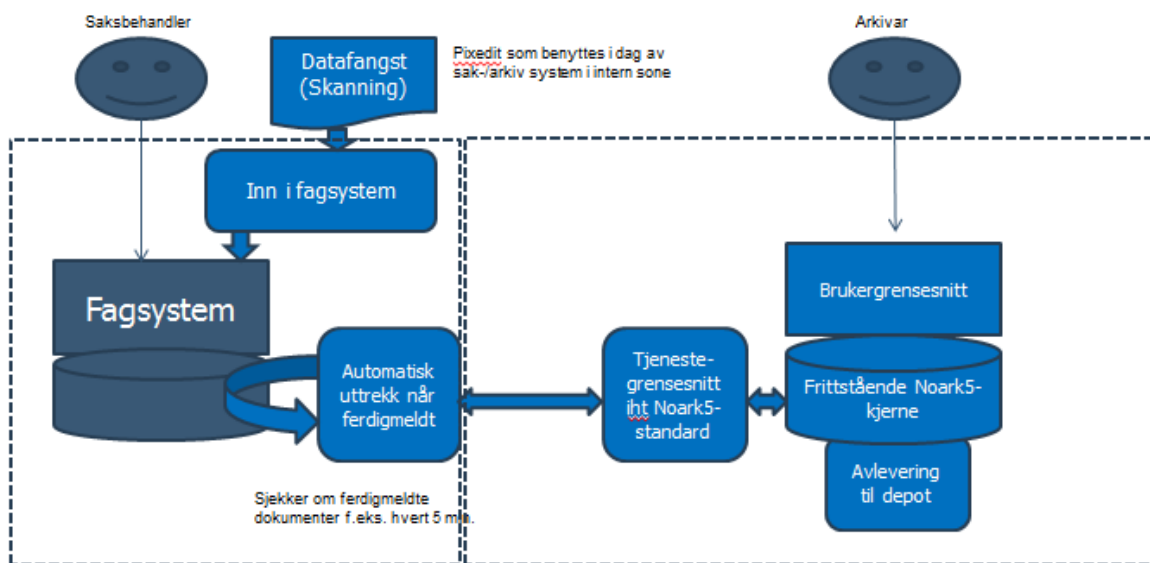 Saksbehandler
Arkivar
Datafangst
(Skanning)
Pixedit som benyttes i dag av
sak-/arkiv system i intern sone
Inn i fagsystem
Fagsystem
Brukergrensesnitt
Automatisk
uttrekk når
ferdigmeldt
Tjeneste-
grensesnitt
iht Noark5-
standard
Frittstående Noark5-
kjerne
Avlevering
til depot
Sjekker om ferdigmeldte
dokumenter f.eks. hvert 5 min.